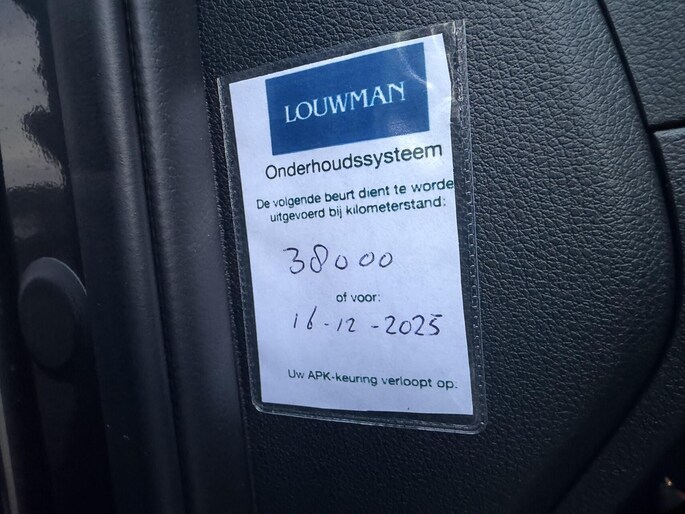 LOUWMAN
Onderhoudssysteem
De volgende beurt dient te worde
uitgevoerd bij kilometerstand:
38000
of voor:
16-12-2025
Uw APK-keuring verloopt op: